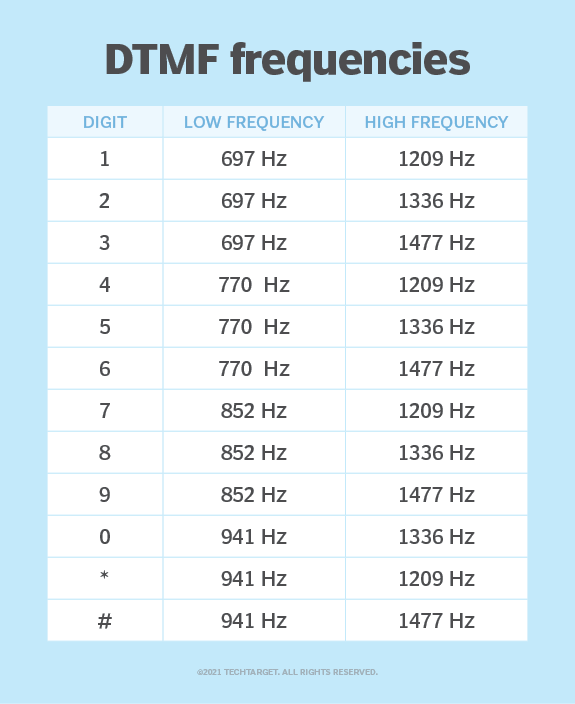 DTMF frequencies
DIGIT LOW FREQUENCY HIGH FREQUENCY
1 697 Hz 1209 Hz
2 697 Hz 1336 Hz
3 697 Hz 1477 Hz
4 770 Hz 1209 Hz
5 770 Hz 1336 Hz
6 770 Hz 1477 Hz
7 852 Hz 1209 Hz
8 852 Hz 1336 Hz
9 852 Hz 1477 Hz
0 941 Hz 1336 Hz
* 941 Hz 1209 Hz
# 941 Hz 1477 Hz
©2021 TECHTARGET. ALL RIGHTS RESERVED.